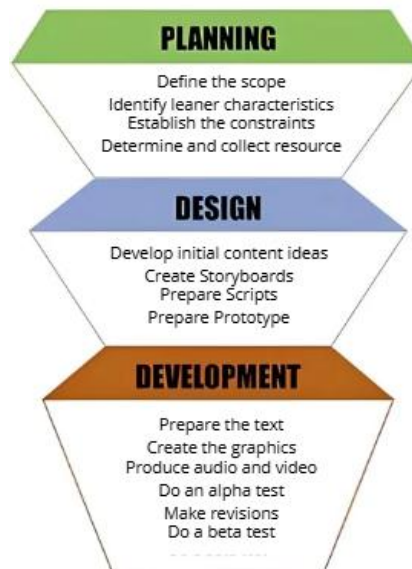 PLANNING
Define the scope
Identify leaner characteristics
Establish the constraints
Determine and collect resource
DESIGN
Develop initial content ideas
Create Storyboards
Prepare Scripts
Prepare Prototype
DEVELOPMENT
Prepare the text
Create the graphics
Produce audio and video
Do an alpha test
Make revisions
Do a beta test